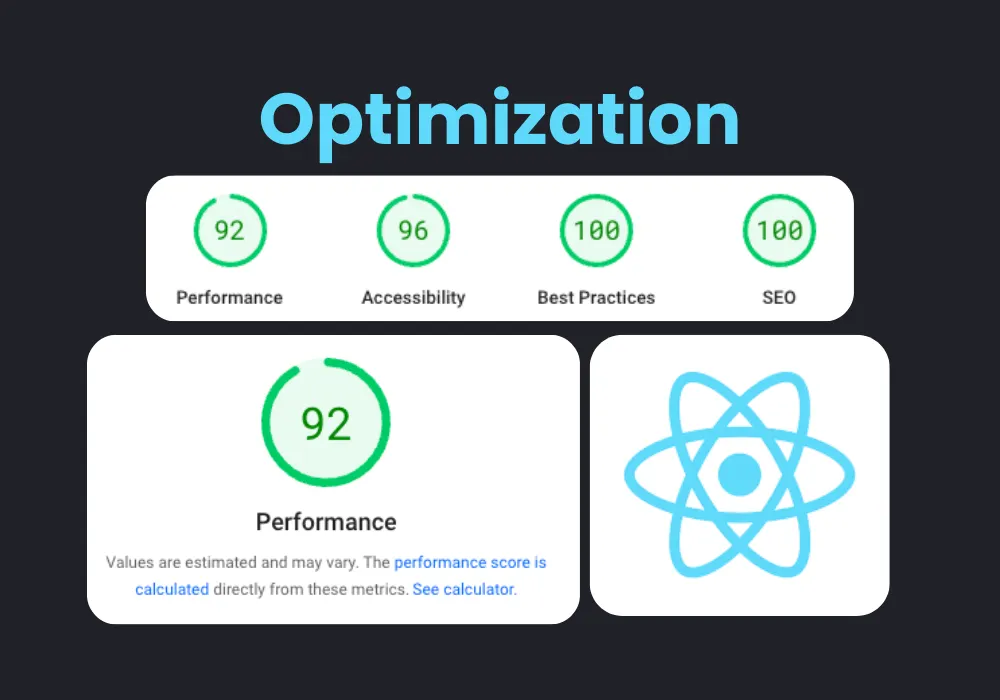 Optimization
92 96 100 100
Performance Accessibility Best Practices SEO
92
Performance
Values are estimated and may vary. The performance score is
calculated directly from these metrics. See calculator.